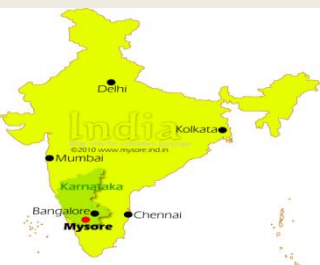 Delhi
India
Kolkata
©2010 www.mysore.ind.in
Mumbai
Karnataka
Bangalore
Chennai
Mysore